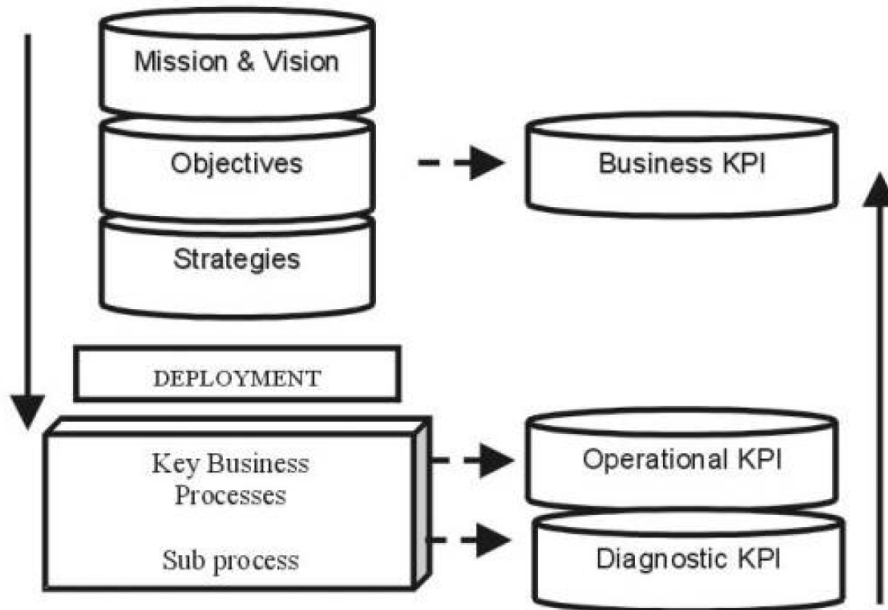 Mission & Vision
Objectives
Business KPI
Strategies
DEPLOYMENT
Key Business
Processes
Operational KPI
Sub process
Diagnostic KPI